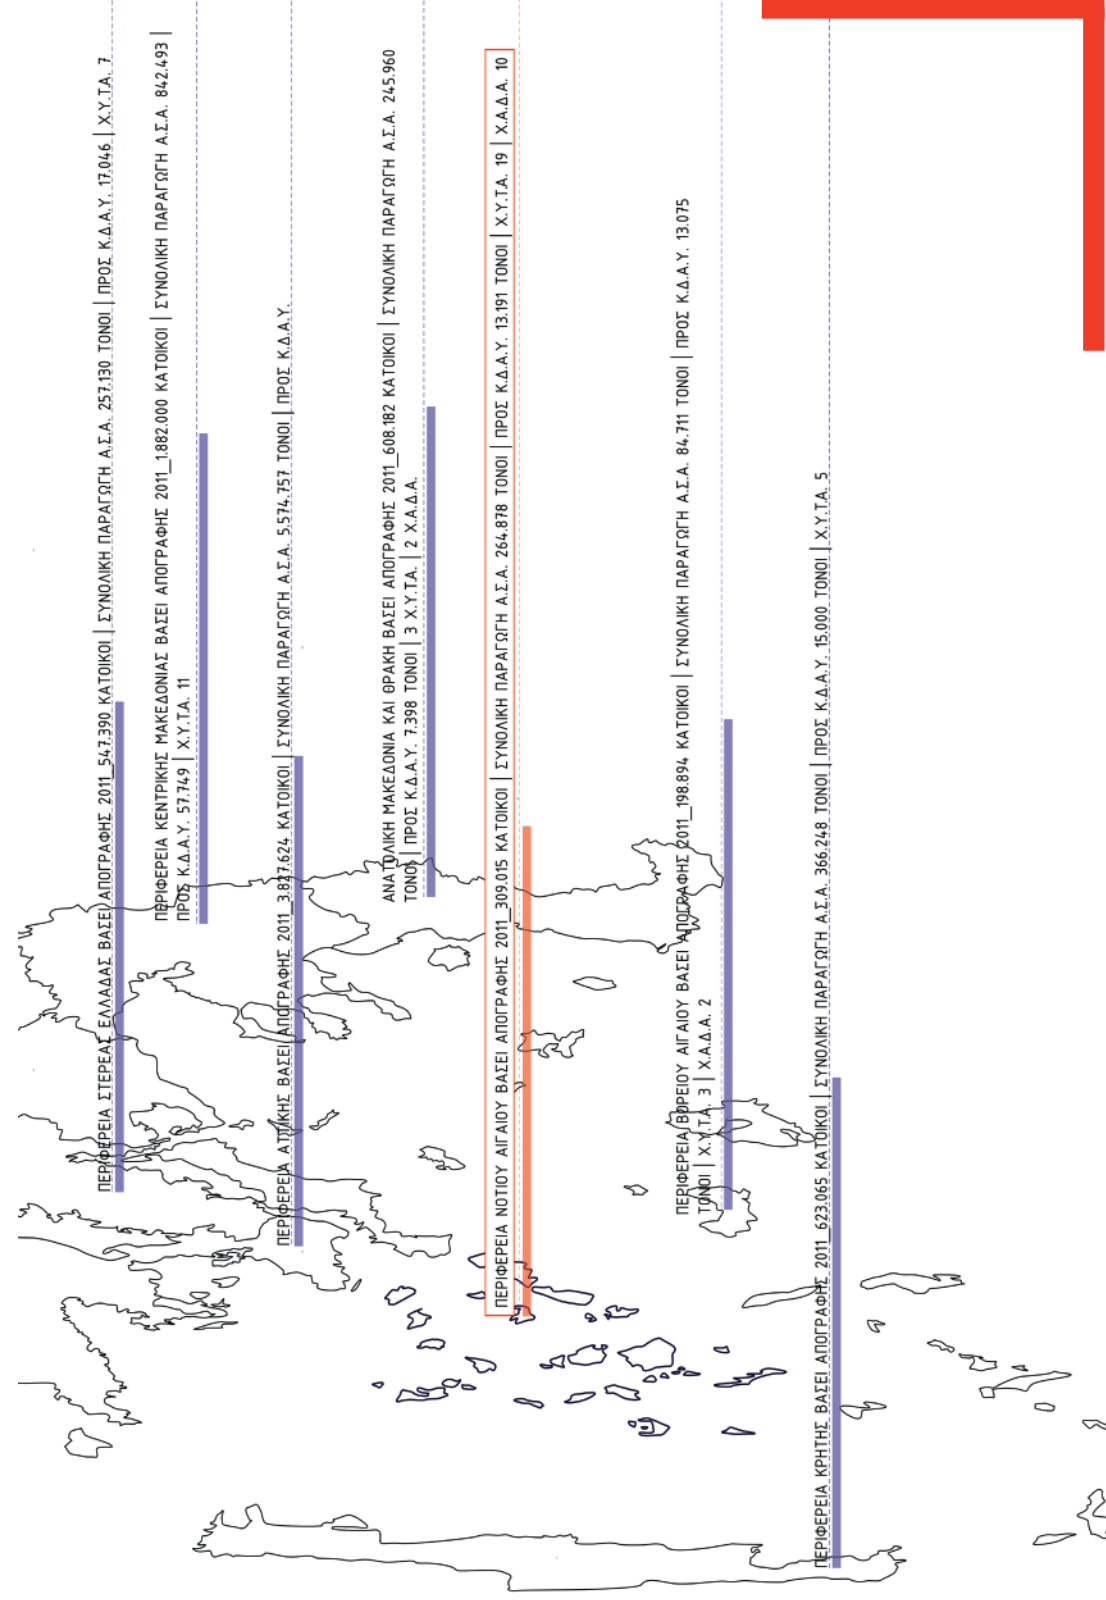 ΠΕΡΙΦΕΡΕΙΑ ΣΤΕΡΕΑΣ ΕΛΛΑΔΑΣ ΒΑΣΕΙ ΑΠΟΓΡΑΦΗΣ 2011_547.390 ΚΑΤΟΙΚΟΙ | ΣΥΝΟΛΙΚΗ ΠΑΡΑΓΩΓΗ Α.Σ.Α. 257.130 ΤΟΝΟΙ | ΠΡΟΣ Κ.Δ.Α.Υ. 17.046 | Χ.Υ.Τ.Α. 7
ΠΕΡΙΦΕΡΕΙΑ ΚΕΝΤΡΙΚΗΣ ΜΑΚΕΔΟΝΙΑΣ ΒΑΣΕΙ ΑΠΟΓΡΑΦΗΣ 2011_1.882.000 ΚΑΤΟΙΚΟΙ | ΣΥΝΟΛΙΚΗ ΠΑΡΑΓΩΓΗ Α.Σ.Α. 842.493 |
ΠΡΟΣ Κ.Δ.Α.Υ. 57.749 | Χ.Υ.Τ.Α. 11
ΠΕΡΙΦΕΡΕΙΑ ΑΤΤΙΚΗΣ ΒΑΣΕΙ ΑΠΟΓΡΑΦΗΣ 2011_3.827.624 ΚΑΤΟΙΚΟΙ | ΣΥΝΟΛΙΚΗ ΠΑΡΑΓΩΓΗ Α.Σ.Α. 5.574.757 ΤΟΝΟΙ | ΠΡΟΣ Κ.Δ.Α.Υ.
ΑΝΑΤΟΛΙΚΗ ΜΑΚΕΔΟΝΙΑ ΚΑΙ ΘΡΑΚΗ ΒΑΣΕΙ ΑΠΟΓΡΑΦΗΣ 2011_608.182 ΚΑΤΟΙΚΟΙ | ΣΥΝΟΛΙΚΗ ΠΑΡΑΓΩΓΗ Α.Σ.Α. 245.960
ΤΟΝΟΙ | ΠΡΟΣ Κ.Δ.Α.Υ. 7.398 ΤΟΝΟΙ | 3 Χ.Υ.Τ.Α. | 2 Χ.Α.Δ.Α.
ΠΕΡΙΦΕΡΕΙΑ ΝΟΤΙΟΥ ΑΙΓΑΙΟΥ ΒΑΣΕΙ ΑΠΟΓΡΑΦΗΣ 2011_309.015 ΚΑΤΟΙΚΟΙ | ΣΥΝΟΛΙΚΗ ΠΑΡΑΓΩΓΗ Α.Σ.Α. 264.878 ΤΟΝΟΙ | ΠΡΟΣ Κ.Δ.Α.Υ. 13.191 ΤΟΝΟΙ | Χ.Υ.Τ.Α. 19 | Χ.Α.Δ.Α. 10
ΠΕΡΙΦΕΡΕΙΑ ΒΟΡΕΙΟΥ ΑΙΓΑΙΟΥ ΒΑΣΕΙ ΑΠΟΓΡΑΦΗΣ 2011_198.894 ΚΑΤΟΙΚΟΙ | ΣΥΝΟΛΙΚΗ ΠΑΡΑΓΩΓΗ Α.Σ.Α. 84.711 ΤΟΝΟΙ | ΠΡΟΣ Κ.Δ.Α.Υ. 13.075
ΤΟΝΟΙ | Χ.Υ.Τ.Α. 3 | Χ.Α.Δ.Α. 2
ΠΕΡΙΦΕΡΕΙΑ ΚΡΗΤΗΣ ΒΑΣΕΙ ΑΠΟΓΡΑΦΗΣ 2011_623.065 ΚΑΤΟΙΚΟΙ | ΣΥΝΟΛΙΚΗ ΠΑΡΑΓΩΓΗ Α.Σ.Α. 366.248 ΤΟΝΟΙ | ΠΡΟΣ Κ.Δ.Α.Υ. 15.000 ΤΟΝΟΙ | Χ.Υ.Τ.Α. 5